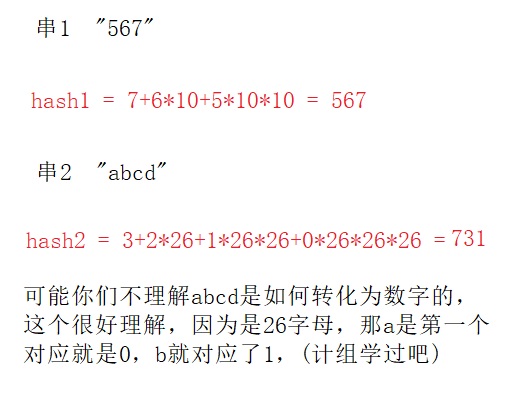 串1 "567"
hash1 = 7+6*10+5*10*10 = 567
串2 "abcd"
hash2 = 3+2*26+1*26*26+0*26*26*26 =731
可能你们不理解abcd是如何转化为数字的，
这个很好理解，因为是26字母，那a是第一个
对应就是0，b就对应了1，(计组学过吧)